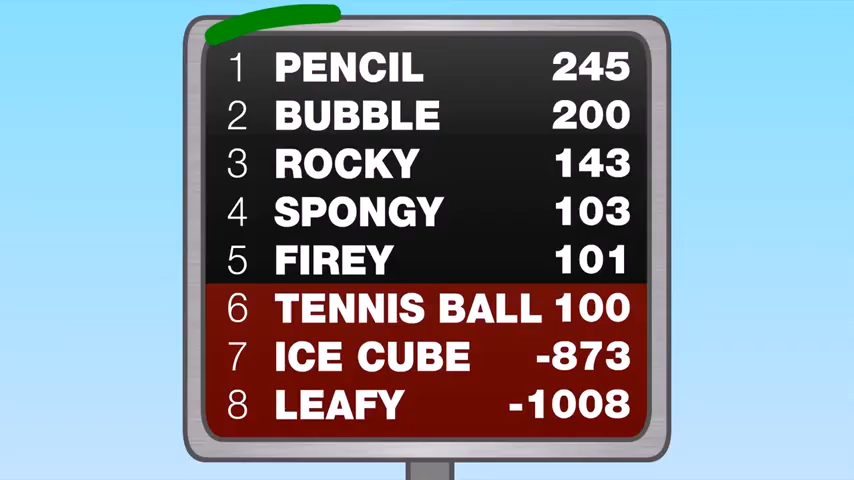 1 PENCIL 245
2 BUBBLE 200
3 ROCKY 143
4 SPONGY 103
5 FIREY 101
6 TENNIS BALL 100
7 ICE CUBE -873
8 LEAFY -1008